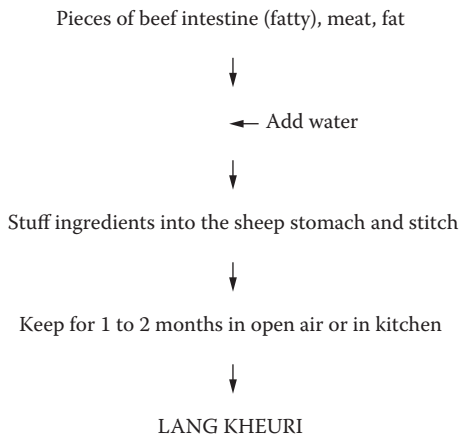 Pieces of beef intestine (fatty), meat, fat
Add water
Stuff ingredients into the sheep stomach and stitch
Keep for 1 to 2 months in open air or in kitchen
LANG KHEURI